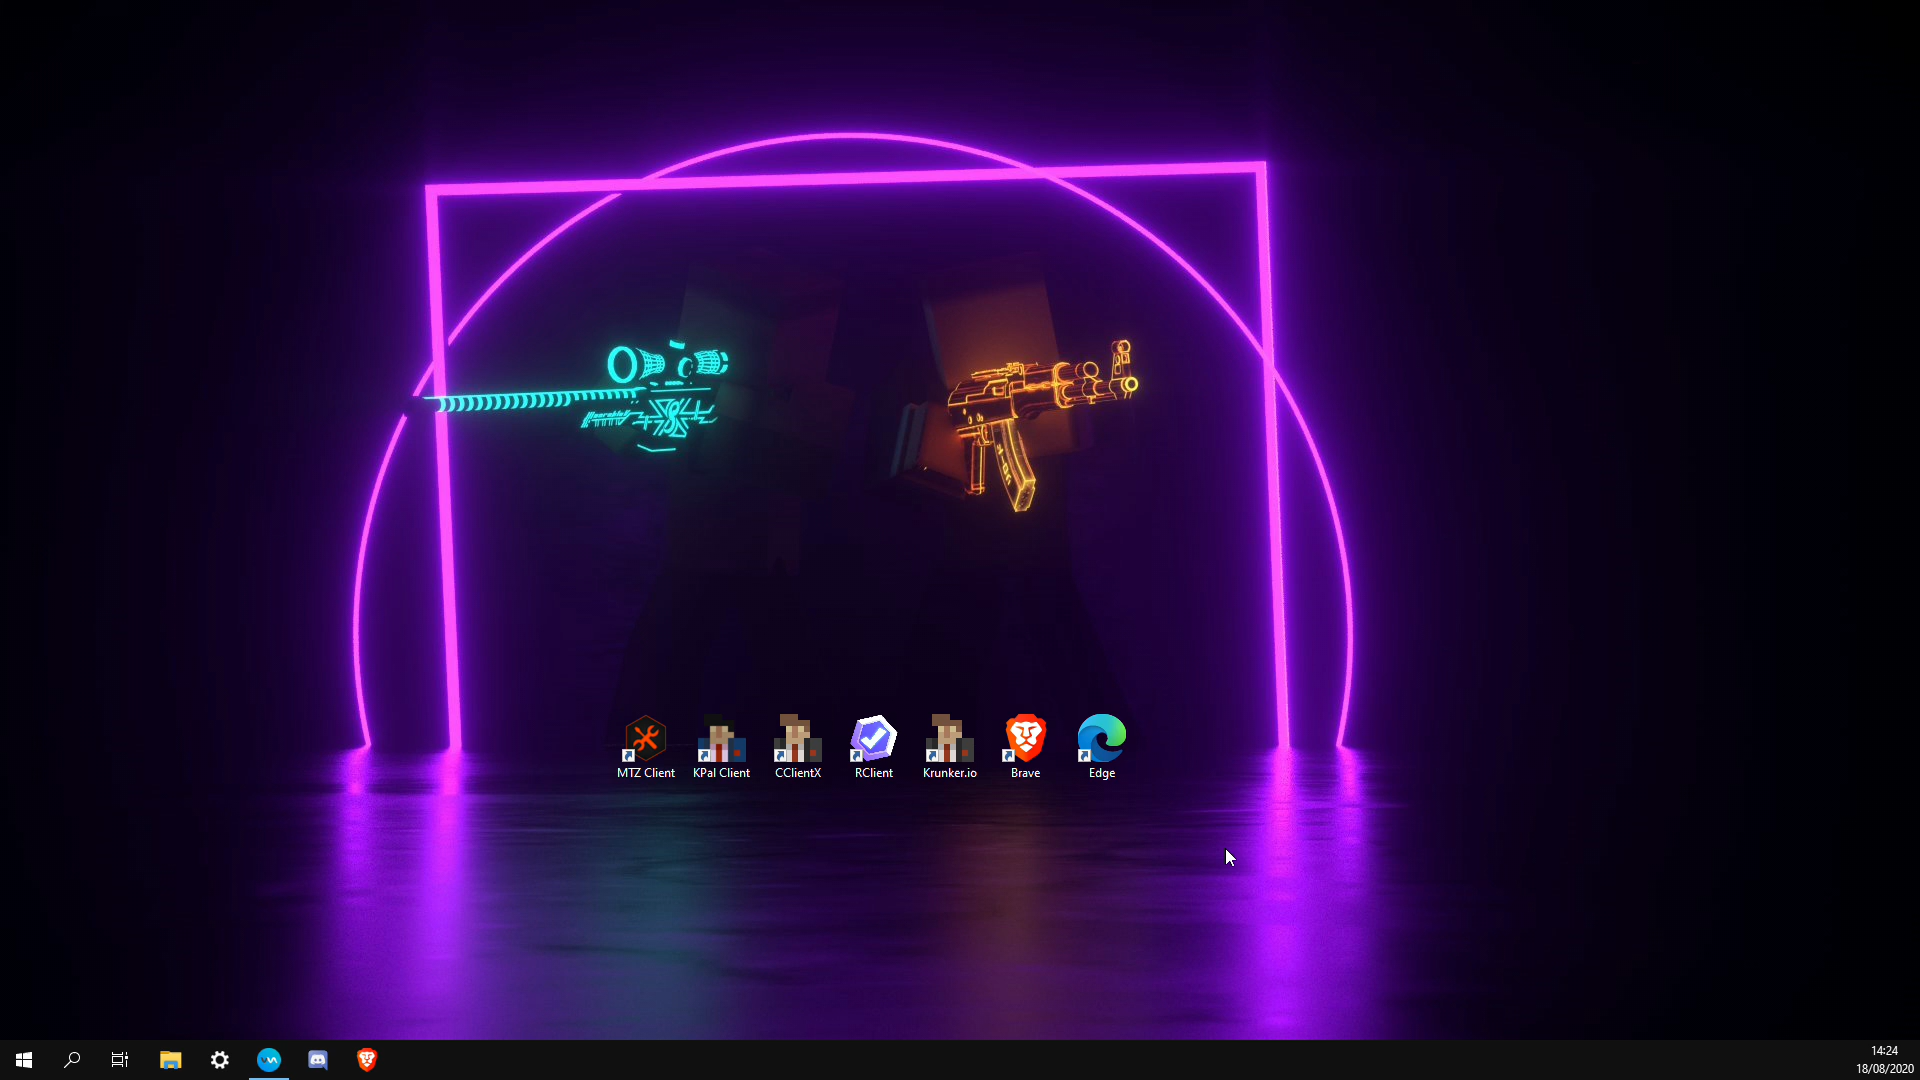 MTZ Client
KPal Client
CClientX
RClient
Krunker.io
Brave
Edge
14:24
18/08/2020